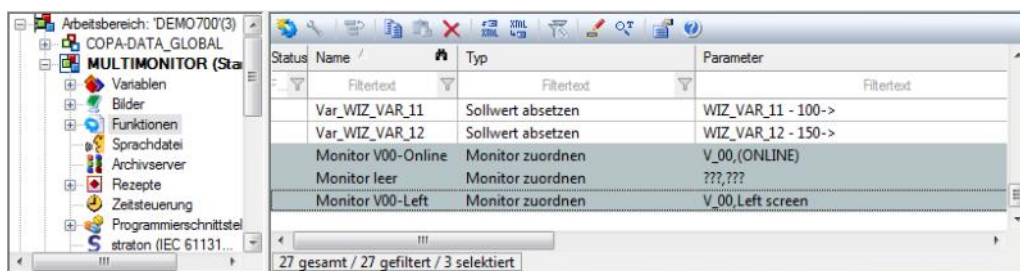 Arbeitsbereich: 'DEMO700'(3)
COPA-DATA_GLOBAL
MULTIMONITOR (Sta
Variablen
Bilder
Funktionen
Sprachdatei
Archivserver
Rezepte
Zeitsteuerung
Programmierschnittstel
straton (IEC 61131...
XML XML
Status Name Typ Parameter
F... Filtertext Filtertext Filtertext
Var_WIZ_VAR_11 Sollwert absetzen WIZ_VAR_11 - 100->
Var_WIZ_VAR_12 Sollwert absetzen WIZ_VAR_12 - 150->
Monitor V00-Online Monitor zuordnen V_00,(ONLINE)
Monitor leer Monitor zuordnen ???,???
Monitor V00-Left Monitor zuordnen V_00,Left screen
27 gesamt / 27 gefiltert / 3 selektiert